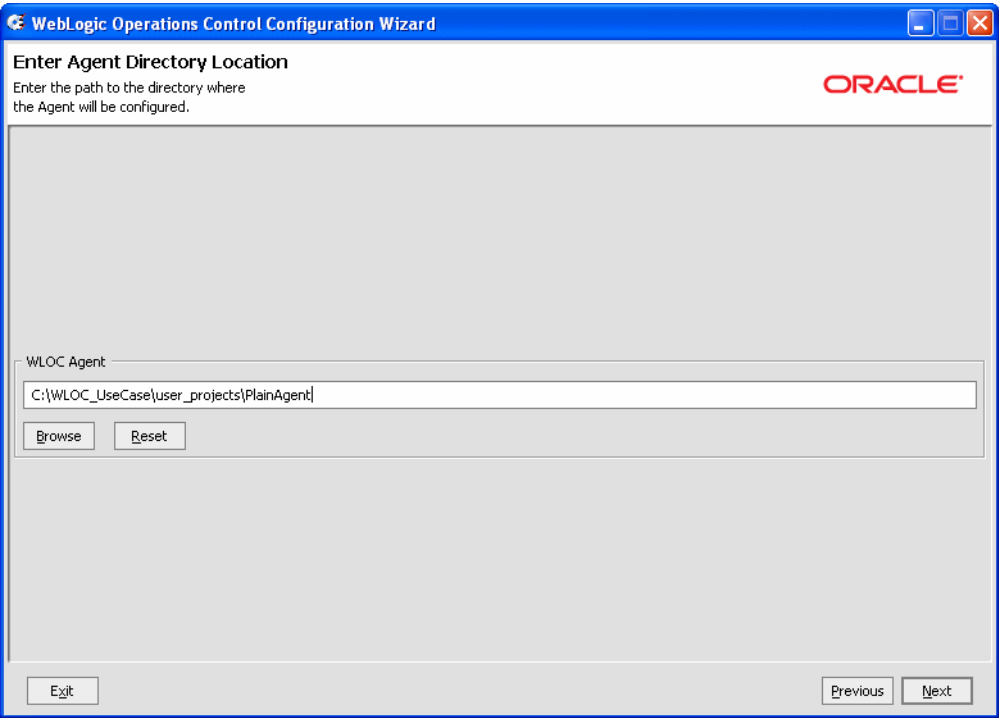 WebLogic Operations Control Configuration Wizard
Enter Agent Directory Location
Enter the path to the directory where
the Agent will be configured.
ORACLE
WLOC Agent
C:\WLOC_UseCase\user_projects\PlainAgent
Browse Reset
Exit Previous Next